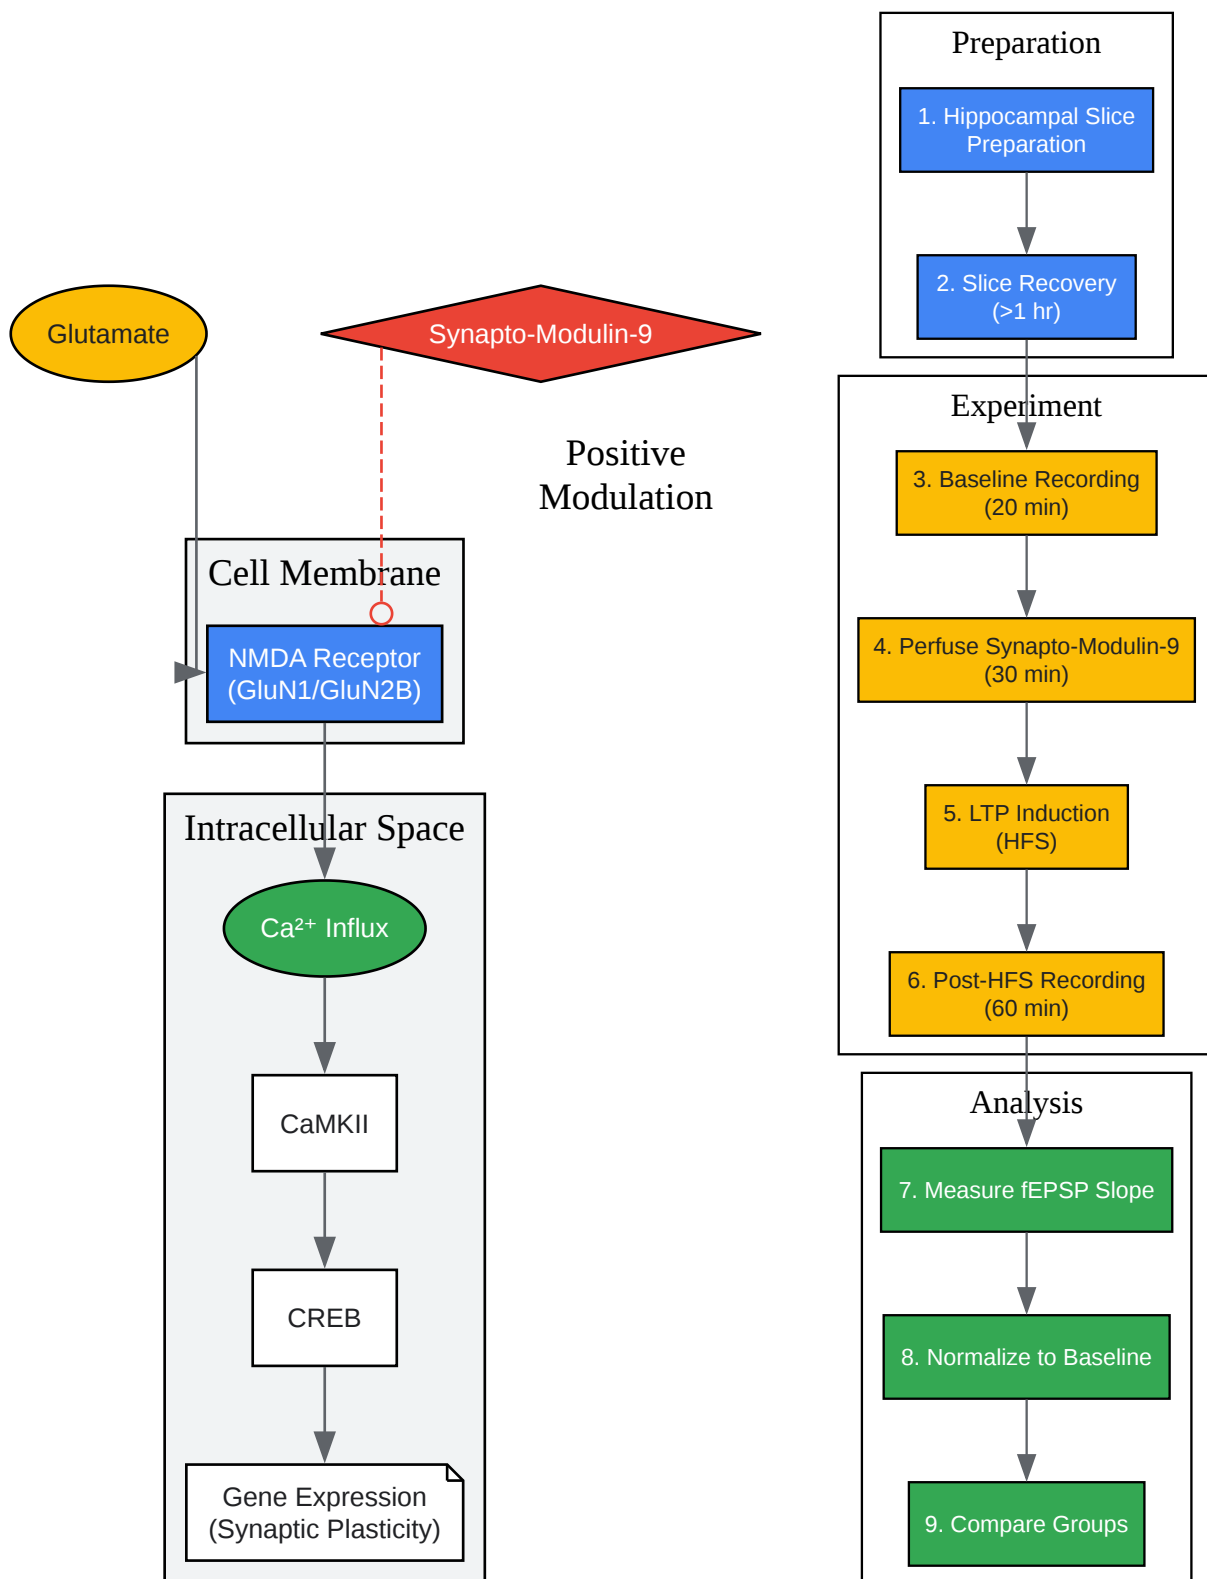 Glutamate
Synapto-Modulin-9
Positive
Modulation
Cell Membrane
NMDA Receptor
(GluN1/GluN2B)
Intracellular Space
Ca²⁺ Influx
CaMKII
CREB
Gene Expression
(Synaptic Plasticity)
Preparation
1. Hippocampal Slice
Preparation
2. Slice Recovery
(>1 hr)
Experiment
3. Baseline Recording
(20 min)
4. Perfuse Synapto-Modulin-9
(30 min)
5. LTP Induction
(HFS)
6. Post-HFS Recording
(60 min)
Analysis
7. Measure fEPSP Slope
8. Normalize to Baseline
9. Compare Groups